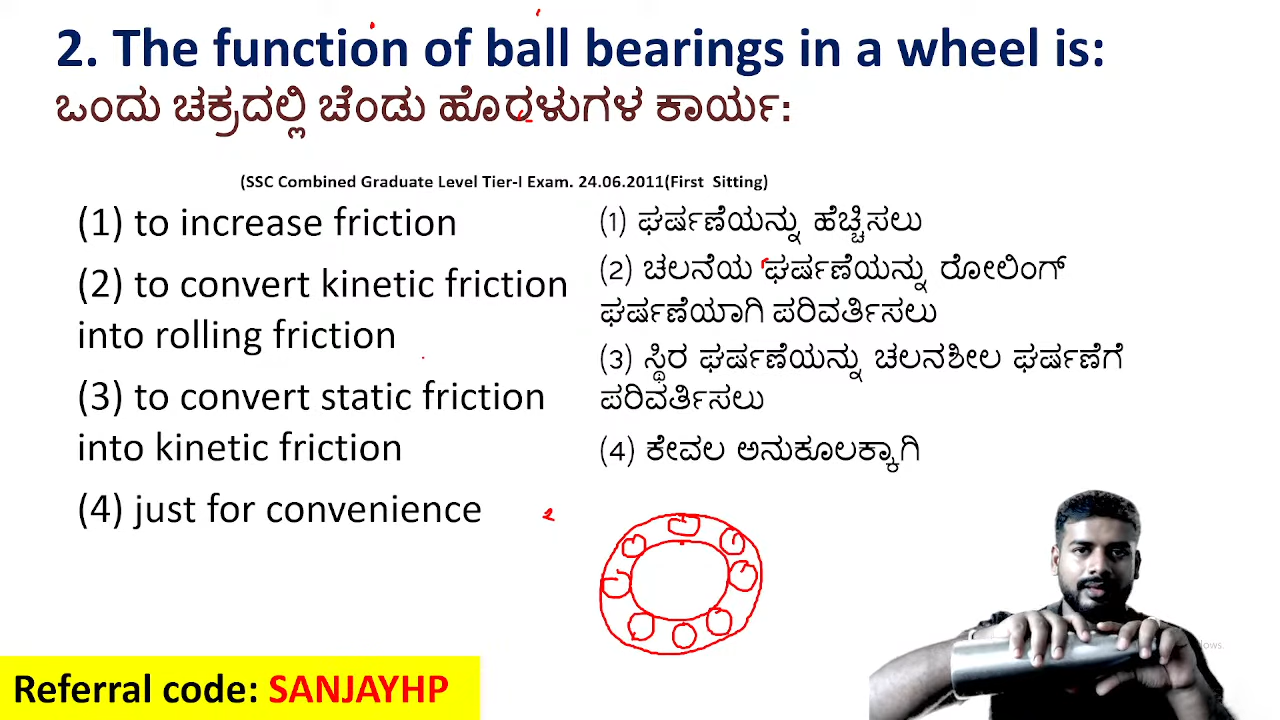 2. The function of ball bearings in a wheel is:
ಒಂದು ಚಕ್ರದಲ್ಲಿ ಚೆಂಡು ಹೊರಳುಗಳ ಕಾರ್ಯ:
(SSC Combined Graduate Level Tier-I Exam. 24.06.2011(First Sitting)
(1) to increase friction
(2) to convert kinetic friction
into rolling friction
(3) to convert static friction
into kinetic friction
(4) just for convenience
(1) ಘರ್ಷಣೆಯನ್ನು ಹೆಚ್ಚಿಸಲು
(2) ಚಲನೆಯ ಘರ್ಷಣೆಯನ್ನು ರೋಲಿಂಗ್
ಘರ್ಷಣೆಯಾಗಿ ಪರಿವರ್ತಿಸಲು
(3) ಸ್ಥಿರ ಘರ್ಷಣೆಯನ್ನು ಚಲನಶೀಲ ಘರ್ಷಣೆಗೆ
ಪರಿವರ್ತಿಸಲು
(4) ಕೇವಲ ಅನುಕೂಲಕ್ಕಾಗಿ
2
Referral code: SANJAYHP